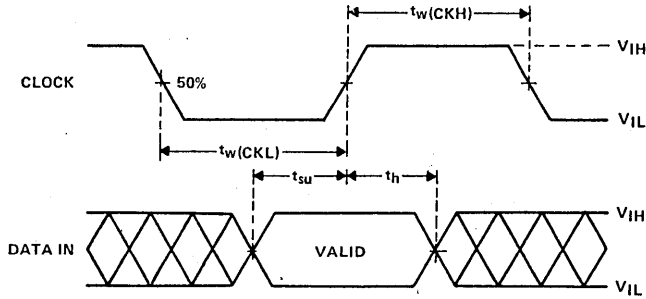 tw(CKH)
VIH
CLOCK
50%
VIL
tw(CKL)
tsu
th
VIH
DATA IN
VALID
VIL